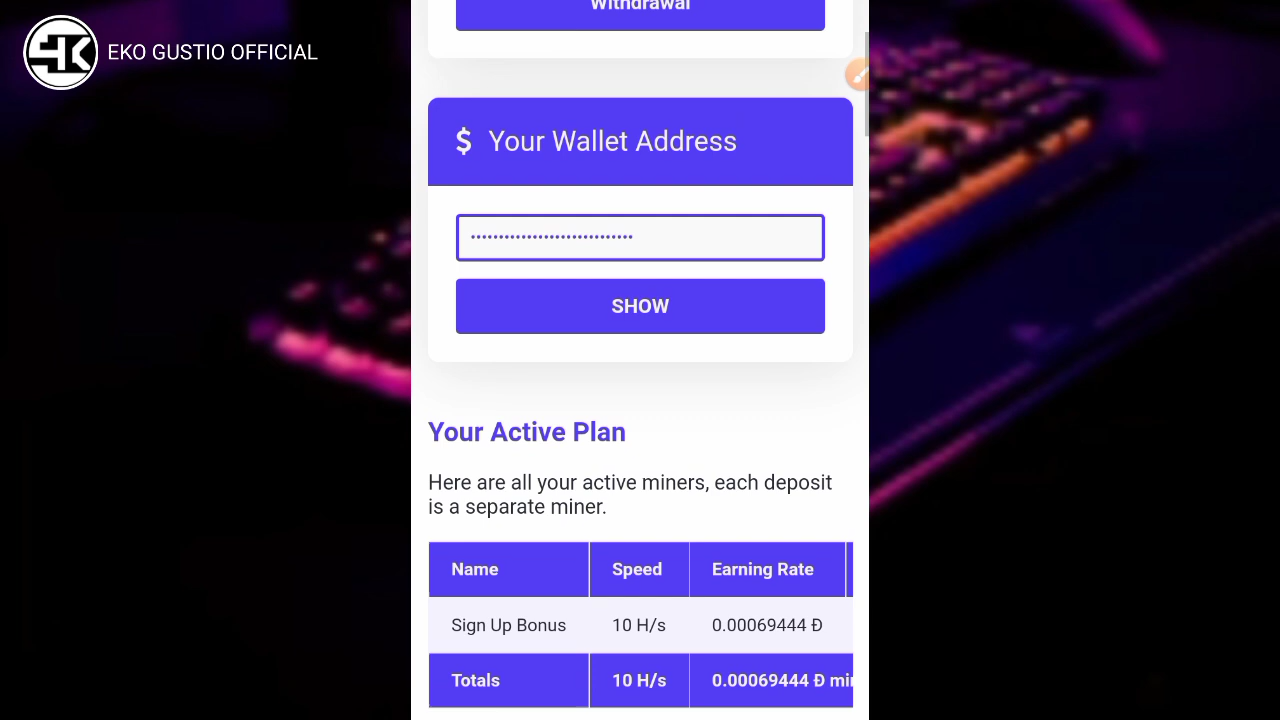 EKO GUSTIO OFFICIAL
Withdrawal
$ Your Wallet Address
•••••••••••••••••••••••••••••
SHOW
Your Active Plan
Here are all your active miners, each deposit
is a separate miner.
Name Speed Earning Rate
Sign Up Bonus 10 H/s 0.00069444 Đ
Totals 10 H/s 0.00069444 Đ